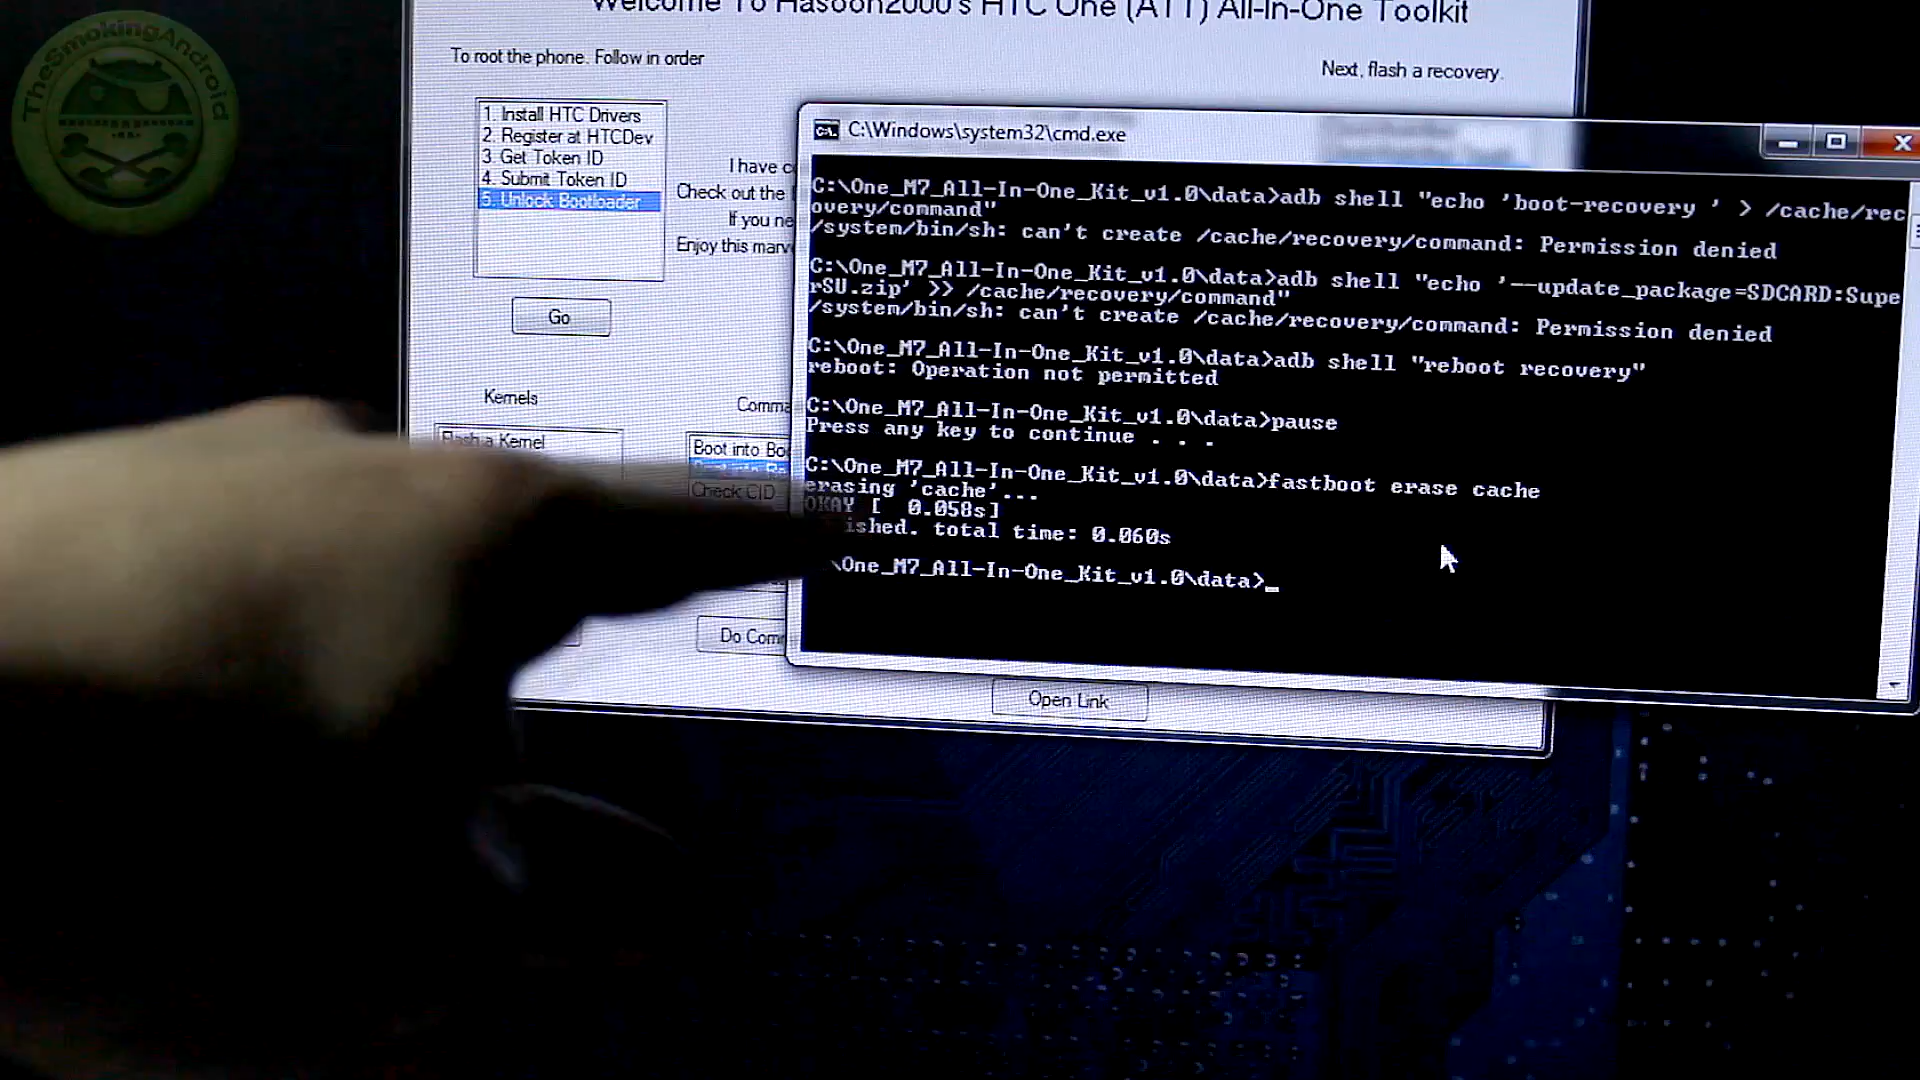 TheSmokingAndroid
Welcome To Hasoon2000's HTC One (ATT) All-In-One Toolkit
To root the phone. Follow in order
Next, flash a recovery.
1. Install HTC Drivers
2. Register at HTCDev
3. Get Token ID
4. Submit Token ID
5. Unlock Bootloader
Go
I have c
Check out the
If you ne
Enjoy this marv
Kernels
Flash a Kernel
Comma
Boot into Bo
Boot into Re
Check CID
Do Com
Open Link
C:\Windows\system32\cmd.exe
C:\One_M7_All-In-One_Kit_v1.0\data>adb shell "echo 'boot-recovery ' > /cache/rec
overy/command"
/system/bin/sh: can't create /cache/recovery/command: Permission denied
C:\One_M7_All-In-One_Kit_v1.0\data>adb shell "echo '--update_package=SDCARD:Supe
rSU.zip' >> /cache/recovery/command"
/system/bin/sh: can't create /cache/recovery/command: Permission denied
C:\One_M7_All-In-One_Kit_v1.0\data>adb shell "reboot recovery"
reboot: Operation not permitted
C:\One_M7_All-In-One_Kit_v1.0\data>pause
Press any key to continue . . .
C:\One_M7_All-In-One_Kit_v1.0\data>fastboot erase cache
erasing 'cache'...
OKAY [  0.058s]
ished. total time: 0.060s
\One_M7_All-In-One_Kit_v1.0\data>_